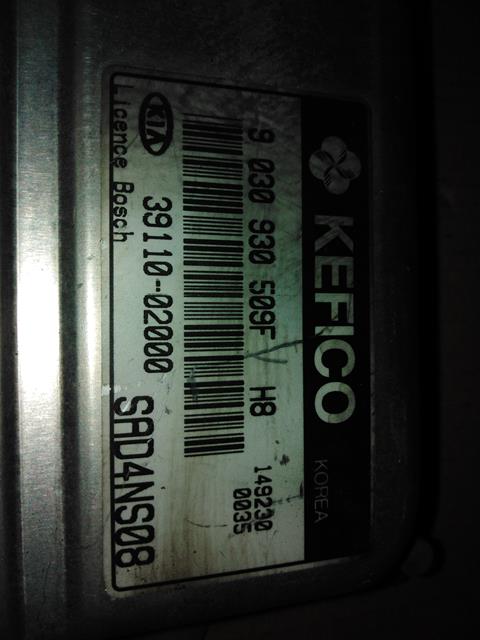 KEFICO KOREA
9 030 930 509F H8 149230
0035
KIA 39110-02000 SAD4NS08
Licence Bosch